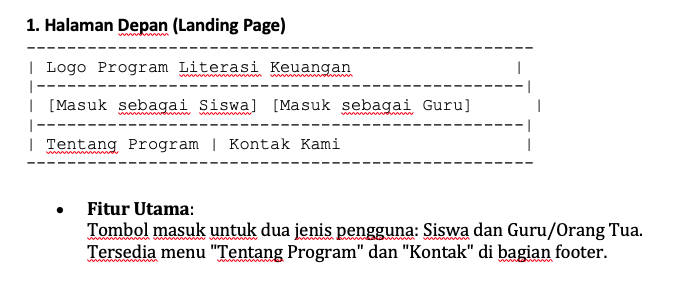 1. Halaman Depan (Landing Page)
--------------------------------------------------
| Logo Program Literasi Keuangan |
|------------------------------------------------|
| [Masuk sebagai Siswa] [Masuk sebagai Guru] |
|------------------------------------------------|
| Tentang Program | Kontak Kami |
--------------------------------------------------
• Fitur Utama:
Tombol masuk untuk dua jenis pengguna: Siswa dan Guru/Orang Tua.
Tersedia menu "Tentang Program" dan "Kontak" di bagian footer.